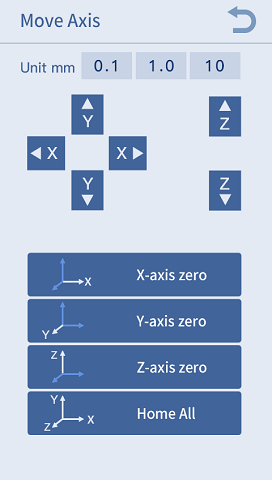 Move Axis
Unit mm 0.1 1.0 10
Y Z
X X
Y Z
X X-axis zero
Y Y-axis zero
Z Z-axis zero
Y Z X Home All